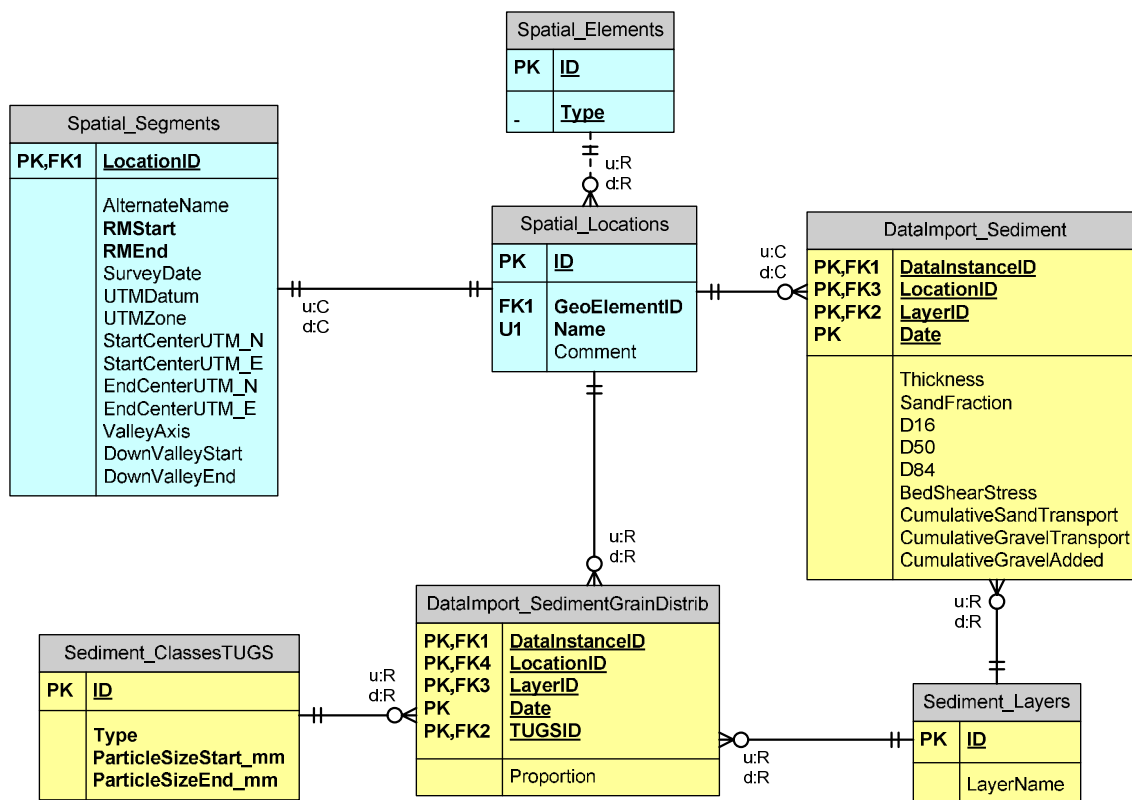 Spatial_Elements
PK ID
- Type
u:R
d:R
Spatial_Segments
PK,FK1 LocationID
AlternateName
RMStart
RMEnd
SurveyDate
UTMDatum
UTMZone
StartCenterUTM_N
StartCenterUTM_E
EndCenterUTM_N
EndCenterUTM_E
ValleyAxis
DownValleyStart
DownValleyEnd
u:C
d:C
Spatial_Locations
PK ID
FK1 GeoElementID
U1 Name
Comment
u:C
d:C
DataImport_Sediment
PK,FK1 DataInstanceID
PK,FK3 LocationID
PK,FK2 LayerID
PK Date
Thickness
SandFraction
D16
D50
D84
BedShearStress
CumulativeSandTransport
CumulativeGravelTransport
CumulativeGravelAdded
u:R
d:R
u:R
d:R
DataImport_SedimentGrainDistrib
PK,FK1 DataInstanceID
PK,FK4 LocationID
PK,FK3 LayerID
PK Date
PK,FK2 TUGSID
Proportion
Sediment_ClassesTUGS
PK ID
Type
ParticleSizeStart_mm
ParticleSizeEnd_mm
u:R
d:R
Sediment_Layers
PK ID
LayerName
u:R
d:R